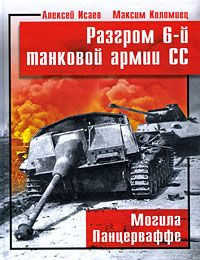 Алексей Исаев Максим Коломиец
Разгром 6-й
танковой армии СС
Могила
Панцерваффе